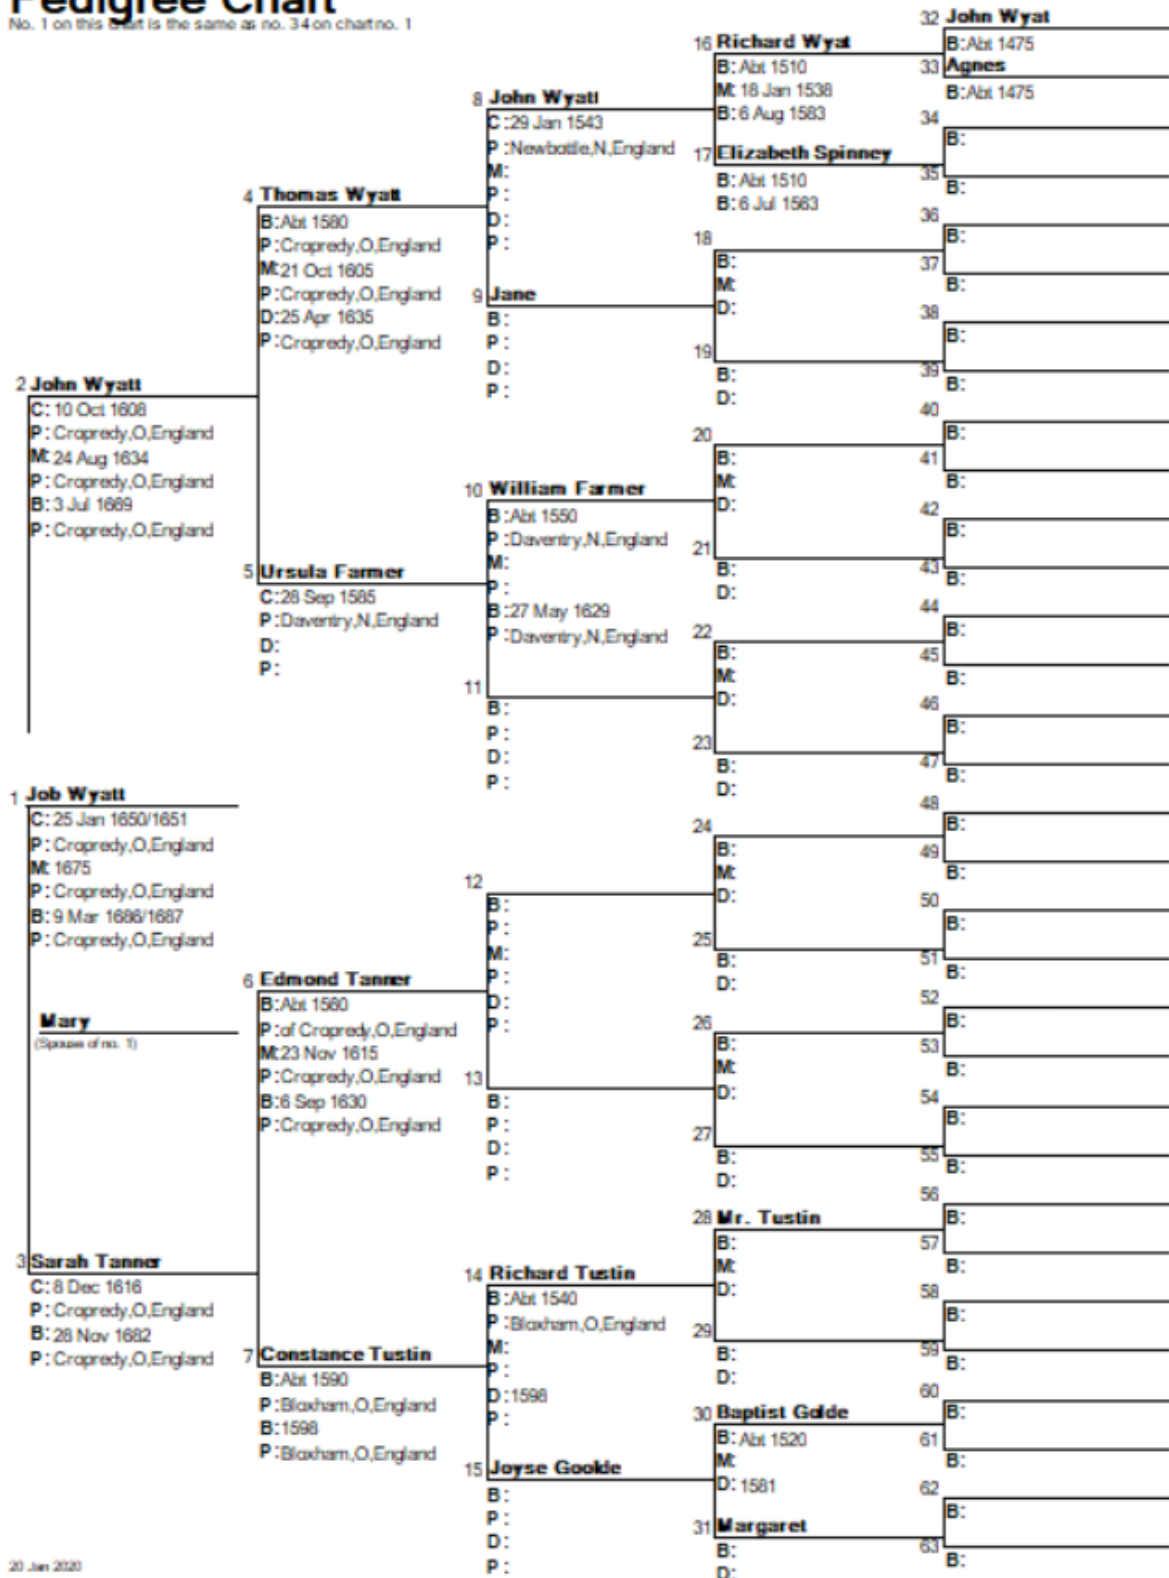 Pedigree Chart
No. 1 on this chart is the same as no. 34 on chart no. 1
2 John Wyatt
C: 10 Oct 1608
P: Cropredy,O,England
M: 24 Aug 1634
P: Cropredy,O,England
B: 3 Jul 1669
P: Cropredy,O,England
1 Job Wyatt
C: 25 Jan 1650/1651
P: Cropredy,O,England
M: 1675
P: Cropredy,O,England
B: 9 Mar 1686/1687
P: Cropredy,O,England
Mary
(Spouse of no. 1)
3 Sarah Tanner
C: 8 Dec 1616
P: Cropredy,O,England
B: 28 Nov 1682
P: Cropredy,O,England
20 Jan 2020
4 Thomas Wyatt
B: Abt 1580
P: Cropredy,O,England
M: 21 Oct 1605
P: Cropredy,O,England
D: 25 Apr 1635
P: Cropredy,O,England
5 Ursula Farmer
C: 28 Sep 1585
P: Daventry,N,England
D:
P:
6 Edmond Tanner
B: Abt 1560
P: of Cropredy,O,England
M: 23 Nov 1615
P: Cropredy,O,England
B: 6 Sep 1630
P: Cropredy,O,England
7 Constance Tustin
B: Abt 1590
P: Bloxham,O,England
B: 1598
P: Bloxham,O,England
8 John Wyatt
C: 29 Jan 1543
P: Newbottle,N,England
M:
P:
D:
P:
9 Jane
B:
P:
D:
P:
10 William Farmer
B: Abt 1550
P: Daventry,N,England
M:
P:
B: 27 May 1629
P: Daventry,N,England
11
B:
P:
D:
P:
12
B:
P:
M:
P:
D:
P:
13
B:
P:
D:
P:
14 Richard Tustin
B: Abt 1540
P: Bloxham,O,England
M:
P:
D: 1598
P:
15 Joyse Goolde
B:
P:
D:
P:
16 Richard Wyat
B: Abt 1510
M: 18 Jan 1538
B: 6 Aug 1583
17 Elizabeth Spinney
B: Abt 1510
B: 6 Jul 1563
18
B:
M:
D:
19
B:
D:
20
B:
M:
D:
21
B:
D:
22
B:
M:
D:
23
B:
D:
24
B:
M:
D:
25
B:
D:
26
B:
M:
D:
27
B:
D:
28 Mr. Tustin
B:
M:
D:
29
B:
D:
30 Baptist Golde
B: Abt 1520
M:
D: 1581
31 Margaret
B:
D:
32 John Wyat
B: Abt 1475
33 Agnes
B: Abt 1475
34
B:
35
B:
36
B:
37
B:
38
B:
39
B:
40
B:
41
B:
42
B:
43
B:
44
B:
45
B:
46
B:
47
B:
48
B:
49
B:
50
B:
51
B:
52
B:
53
B:
54
B:
55
B:
56
B:
57
B:
58
B:
59
B:
60
B:
61
B:
62
B:
63
B: